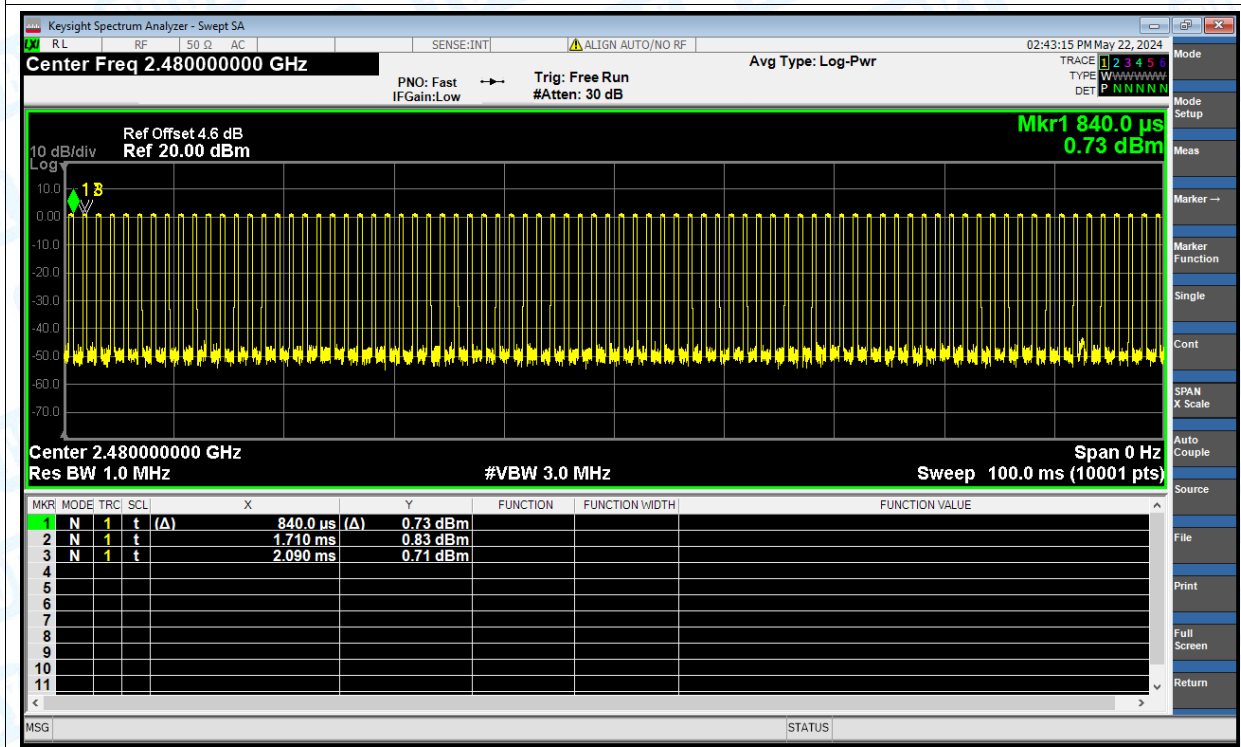 Keysight Spectrum Analyzer - Swept SA
LXI RL RF 50 Ω AC SENSE:INT ALIGN AUTO/NO RF 02:43:15 PM May 22, 2024
Center Freq 2.480000000 GHz
PNO: Fast
IFGain:Low
Trig: Free Run
#Atten: 30 dB
Avg Type: Log-Pwr
TRACE 1 2 3 4 5 6
TYPE WWWWWW
DET P N N N N N
Ref Offset 4.6 dB
Ref 20.00 dBm
10 dB/div
Log
Mkr1 840.0 µs
0.73 dBm
10.0
0.00
-10.0
-20.0
-30.0
-40.0
-50.0
-60.0
-70.0
1
3
Center 2.480000000 GHz
Res BW 1.0 MHz
#VBW 3.0 MHz
Span 0 Hz
Sweep 100.0 ms (10001 pts)
MKR MODE TRC SCL X Y FUNCTION FUNCTION WIDTH FUNCTION VALUE
1 N 1 t (Δ) 840.0 µs (Δ) 0.73 dBm
2 N 1 t 1.710 ms 0.83 dBm
3 N 1 t 2.090 ms 0.71 dBm
4
5
6
7
8
9
10
11
MSG
STATUS
Mode
Mode
Setup
Meas
Marker →
Marker
Function
Single
Cont
SPAN
X Scale
Auto
Couple
Source
File
Print
Full
Screen
Return